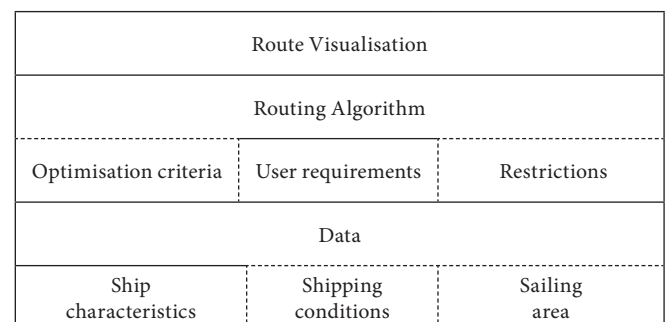 Route Visualisation
Routing Algorithm
Optimisation criteria
User requirements
Restrictions
Data
Ship
characteristics
Shipping
conditions
Sailing
area